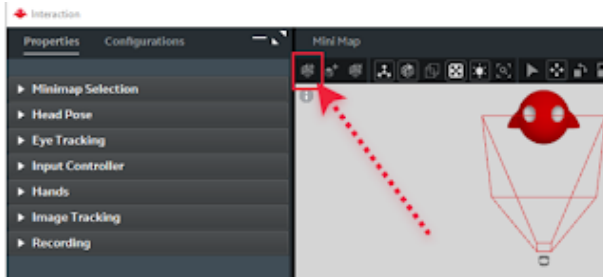 Interaction
Properties Configurations
Mini Map
Minimap Selection
Head Pose
Eye Tracking
Input Controller
Hands
Image Tracking
Recording